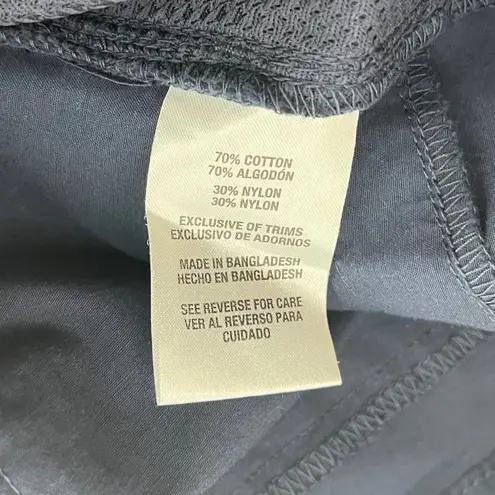 70% COTTON
70% ALGODÓN
30% NYLON
30% NYLON
EXCLUSIVE OF TRIMS
EXCLUSIVO DE ADORNOS
MADE IN BANGLADESH
HECHO EN BANGLADESH
SEE REVERSE FOR CARE
VER AL REVERSO PARA
CUIDADO